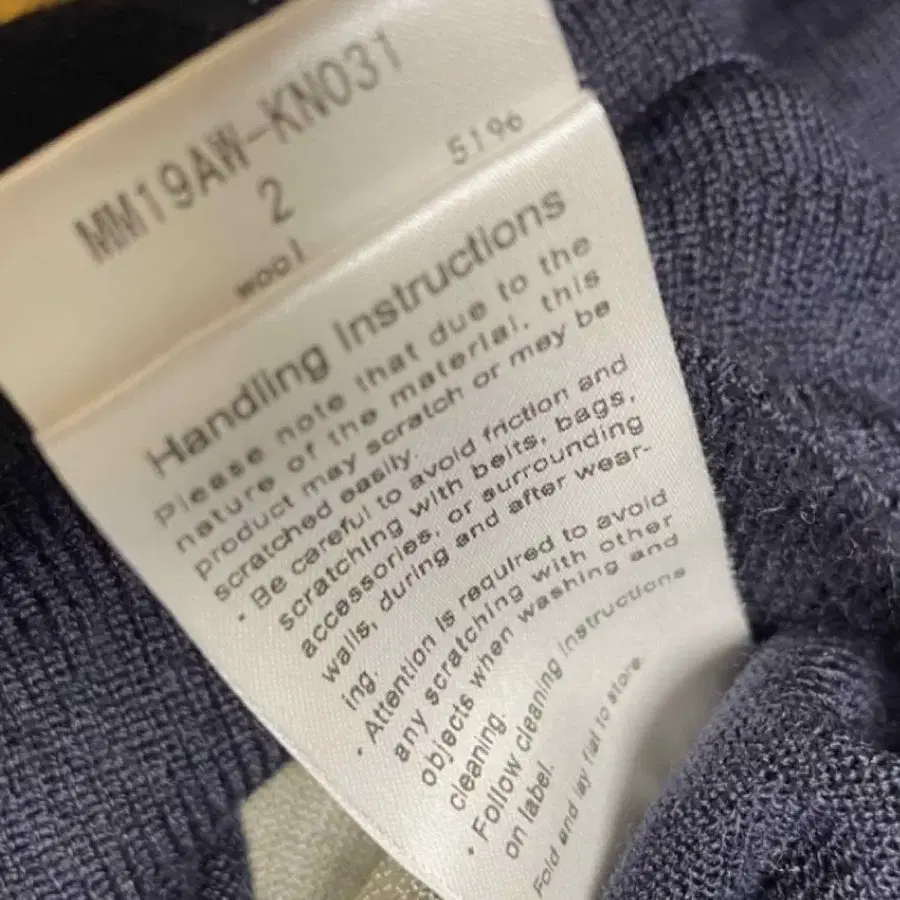 MM19AW-KN031
2
wool 51%
Handling Instructions
Please note that due to the
nature of the material, this
product may scratch or may be
scratched easily.
· Be careful to avoid friction and
scratching with belts, bags,
accessories, or surrounding
walls, during and after wear-
ing.
· Attention is required to avoid
any scratching with other
objects when washing and
cleaning.
· Follow cleaning instructions
on label.
Fold and lay flat to store.